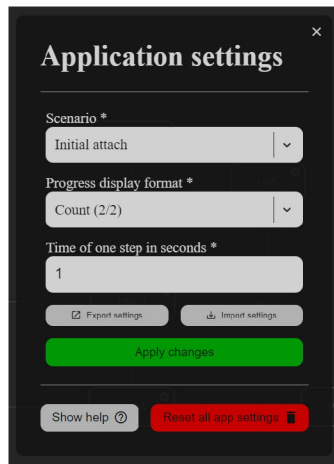 Application settings
Scenario *
Initial attach
Progress display format *
Count (2/2)
Time of one step in seconds *
1
Export settings Import settings
Apply changes
Show help Reset all app settings